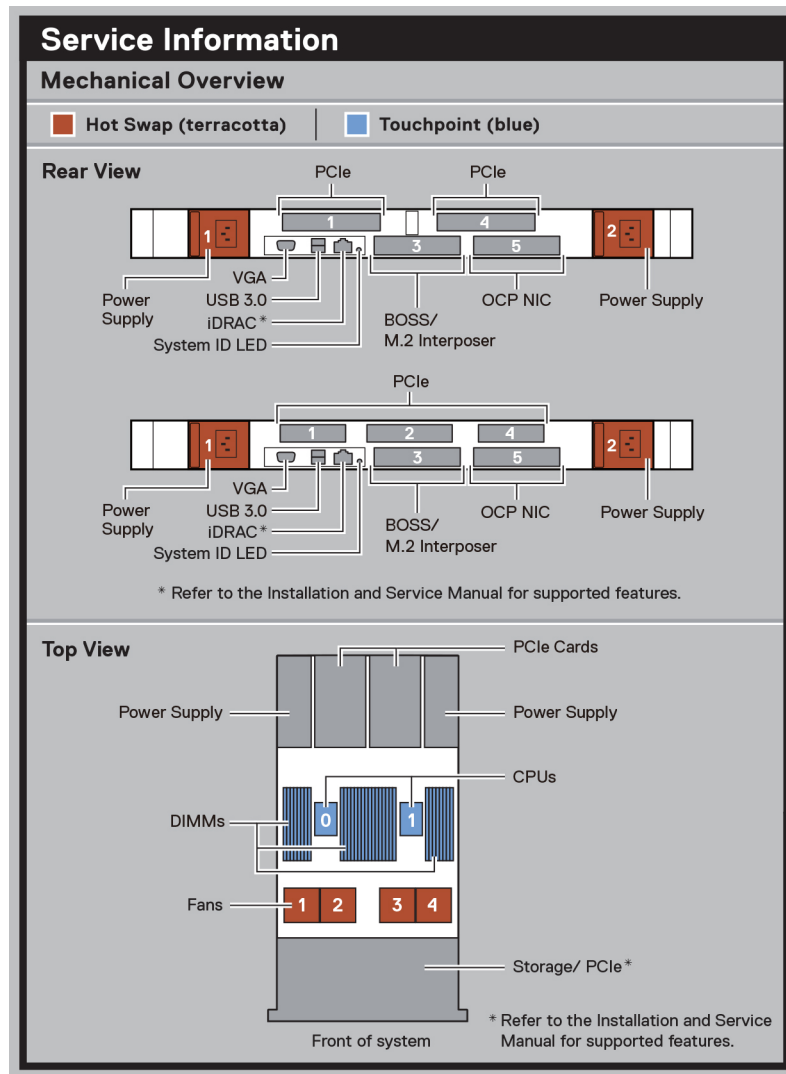 Service Information
Mechanical Overview
Hot Swap (terracotta)
Touchpoint (blue)
Rear View
PCIe
PCIe
1
4
1
3
5
2
VGA
USB 3.0
iDRAC*
System ID LED
Power
Supply
BOSS/
M.2 Interposer
OCP NIC
Power Supply
PCIe
1
2
4
1
3
5
2
VGA
USB 3.0
iDRAC*
System ID LED
Power
Supply
BOSS/
M.2 Interposer
OCP NIC
Power Supply
* Refer to the Installation and Service Manual for supported features.
Top View
PCIe Cards
Power Supply
Power Supply
CPUs
0
1
DIMMs
Fans
1
2
3
4
Storage/ PCIe*
Front of system
* Refer to the Installation and Service
Manual for supported features.